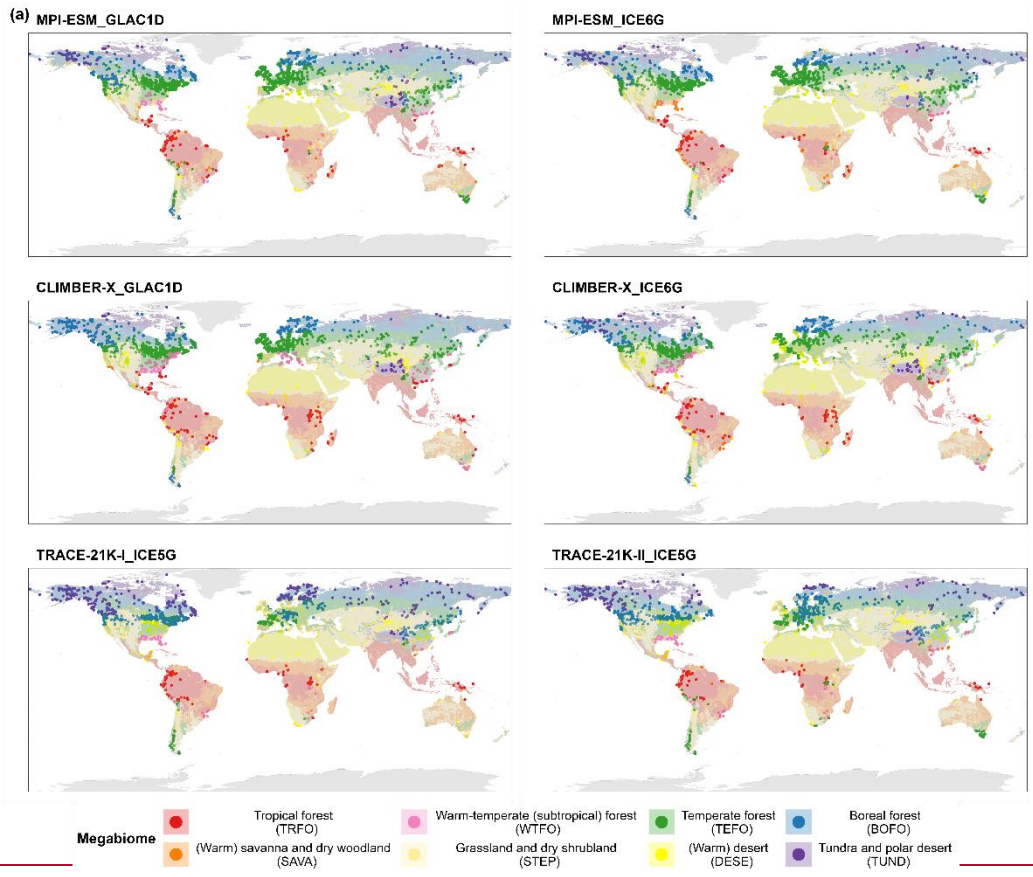 (a)
MPI-ESM_GLAC1D
MPI-ESM_ICE6G
CLIMBER-X_GLAC1D
CLIMBER-X_ICE6G
TRACE-21K-I_ICE5G
TRACE-21K-II_ICE5G
Megabiome
Tropical forest
(TRFO)
Warm-temperate (subtropical) forest
(WTFO)
Temperate forest
(TEFO)
Boreal forest
(BOFO)
(Warm) savanna and dry woodland
(SAVA)
Grassland and dry shrubland
(STEP)
(Warm) desert
(DESE)
Tundra and polar desert
(TUND)